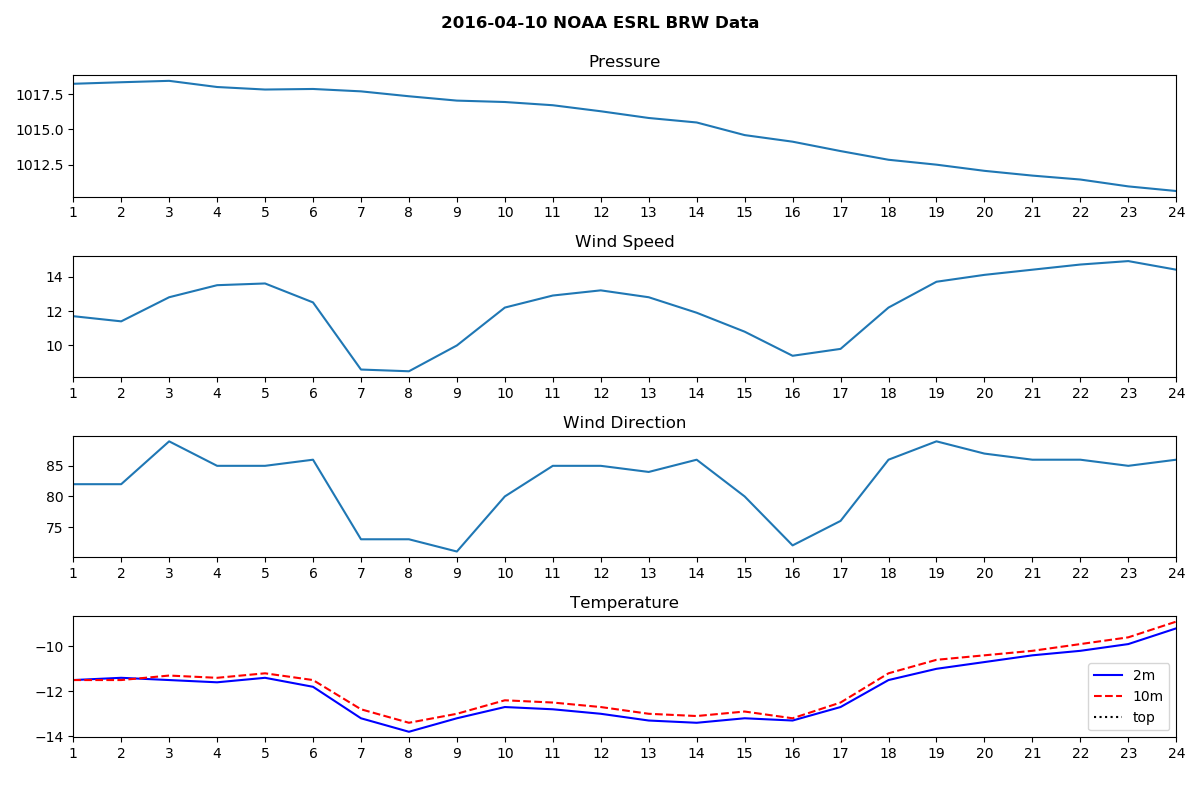 2016-04-10 NOAA ESRL BRW Data
Pressure
1017.5
1015.0
1012.5
1 2 3 4 5 6 7 8 9 10 11 12 13 14 15 16 17 18 19 20 21 22 23 24
Wind Speed
14
12
10
1 2 3 4 5 6 7 8 9 10 11 12 13 14 15 16 17 18 19 20 21 22 23 24
Wind Direction
85
80
75
1 2 3 4 5 6 7 8 9 10 11 12 13 14 15 16 17 18 19 20 21 22 23 24
Temperature
−10
−12
−14
2m
10m
top
1 2 3 4 5 6 7 8 9 10 11 12 13 14 15 16 17 18 19 20 21 22 23 24